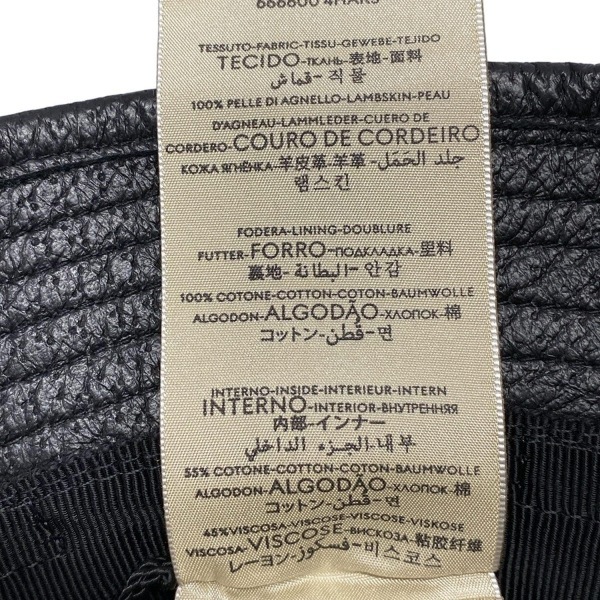 666600 4HAK5
TESSUTO-FABRIC-TISSU-GEWEBE-TEJIDO
TECIDO-ТКАНЬ-表地-面料
قماش-직물
100% PELLE DI AGNELLO-LAMBSKIN-PEAU
D'AGNEAU-LAMMLEDER-CUERO DE
CORDERO-COURO DE CORDEIRO
КОЖА ЯГНЁНКА-羊皮革-羊革-جلد الحَمَل
램스킨
FODERA-LINING-DOUBLURE
FUTTER-FORRO-ПОДКЛАДКА-里料
裏地-البطانة-안감
100% COTONE-COTTON-COTON-BAUMWOLLE
ALGODON-ALGODÃO-ХЛОПОК-棉
コットン-قطن-면
INTERNO-INSIDE-INTERIEUR-INTERN
INTERNO-INTERIOR-ВНУТРЕННЯЯ
内部-インナー
내부-الجزء الداخلي
55% COTONE-COTTON-COTON-BAUMWOLLE
ALGODON-ALGODÃO-ХЛОПОК-棉
コットン-قطن-면
45%VISCOSA-VISCOSE-VISCOSE-VISKOSE
VISCOSA-VISCOSE-ВИСКОЗА-粘胶纤维
レーヨン-فسكوز-비스코스